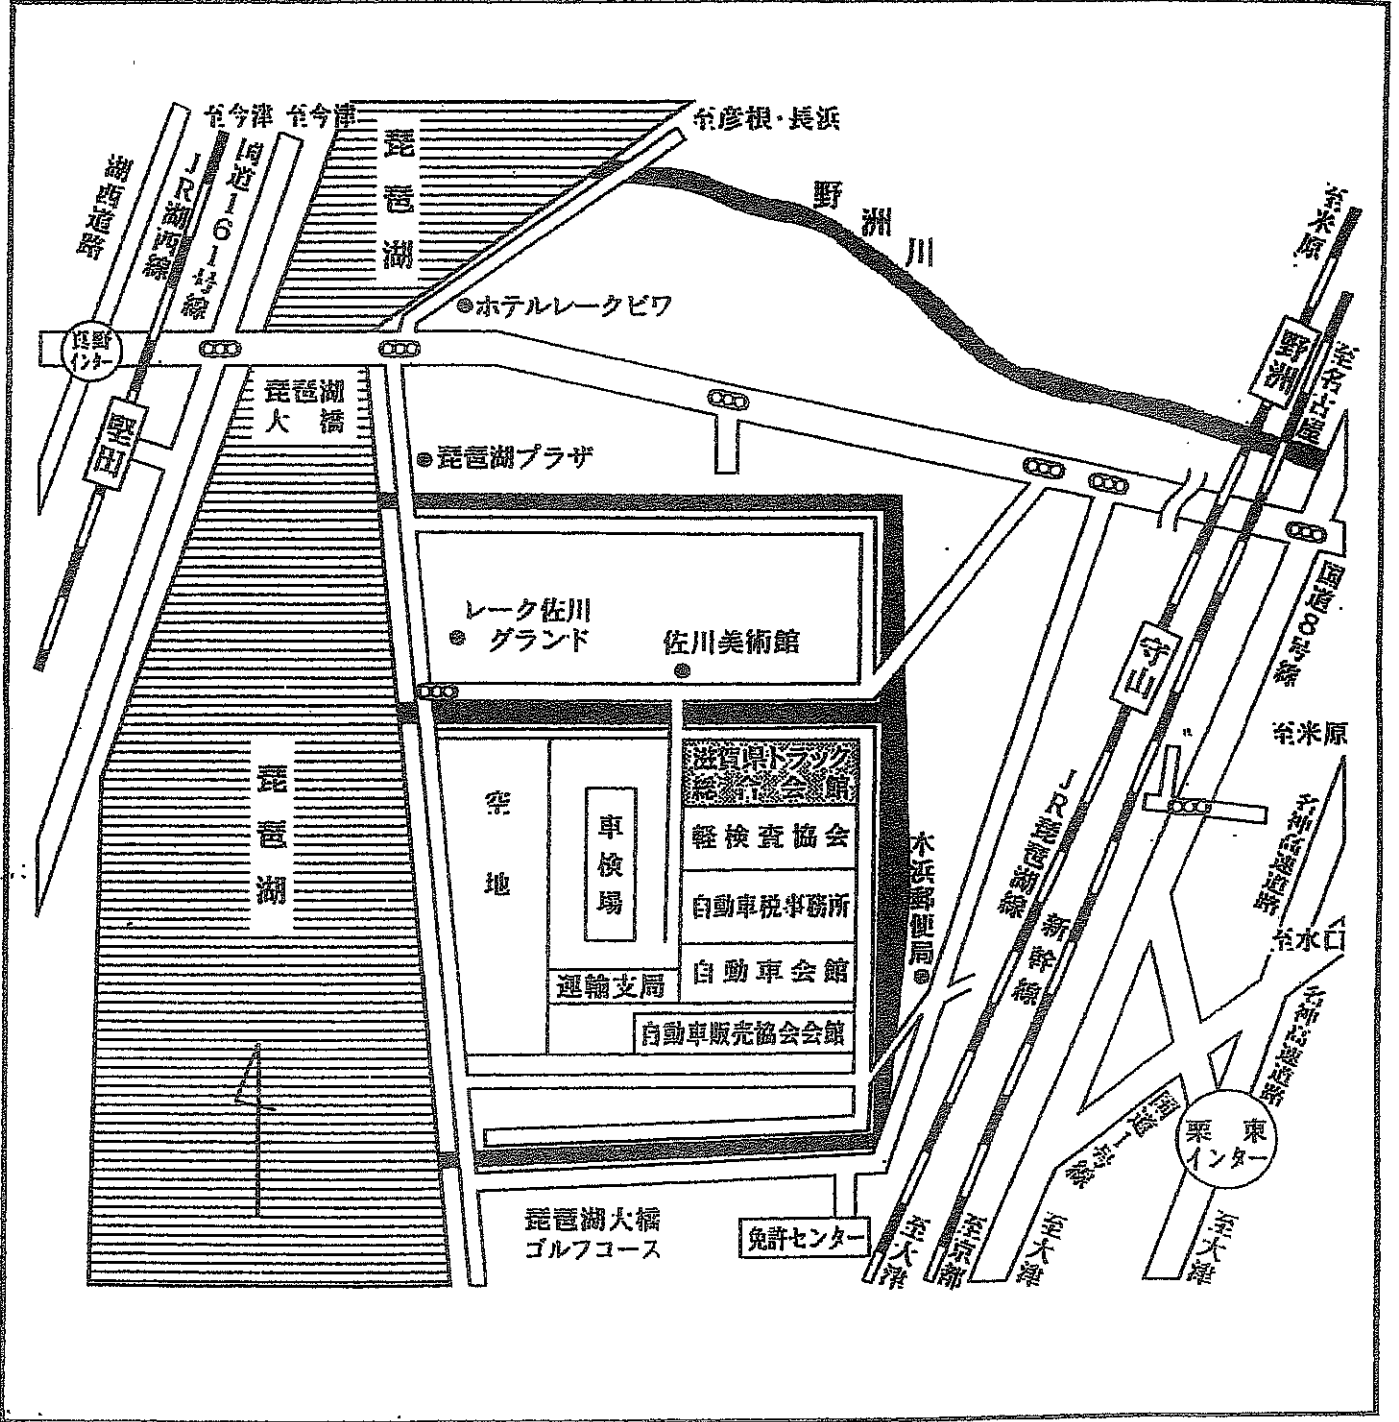 至今津
至今津
至彦根・長浜
湖西道路
JR湖西線
国道161号線
琵琶湖
野洲川
至米原
ホテルレークビワ
真野
インター
野洲
至名古屋
琵琶湖
大橋
堅田
琵琶湖プラザ
国道8号線
レーク佐川
グランド
佐川美術館
守山
至米原
滋賀県トラック
総合会館
琵琶湖
空地
車検場
軽検査協会
JR琵琶湖線
名神高速道路
木浜郵便局
自動車税事務所
新幹線
至水口
自動車会館
運輸支局
名神高速道路
自動車販売協会会館
国道1号線
栗東
インター
琵琶湖大橋
ゴルフコース
免許センター
至大津
至京都
至大津
至大津